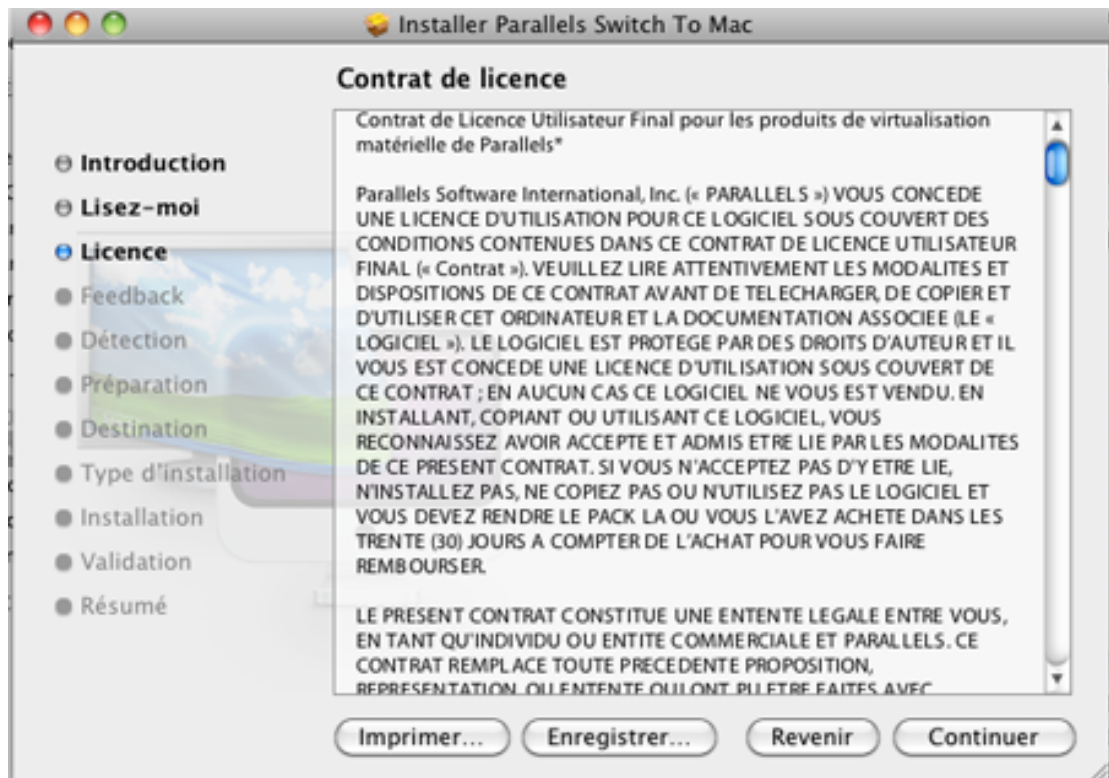 Installer Parallels Switch To Mac
Contrat de licence
Introduction
Lisez-moi
Licence
Feedback
Détection
Préparation
Destination
Type d'installation
Installation
Validation
Résumé
Contrat de Licence Utilisateur Final pour les produits de virtualisation
matérielle de Parallels*
Parallels Software International, Inc. (« PARALLELS ») VOUS CONCEDE
UNE LICENCE D'UTILISATION POUR CE LOGICIEL SOUS COUVERT DES
CONDITIONS CONTENUES DANS CE CONTRAT DE LICENCE UTILISATEUR
FINAL (« Contrat »). VEUILLEZ LIRE ATTENTIVEMENT LES MODALITES ET
DISPOSITIONS DE CE CONTRAT AVANT DE TELECHARGER, DE COPIER ET
D'UTILISER CET ORDINATEUR ET LA DOCUMENTATION ASSOCIEE (LE «
LOGICIEL »). LE LOGICIEL EST PROTEGE PAR DES DROITS D'AUTEUR ET IL
VOUS EST CONCEDE UNE LICENCE D'UTILISATION SOUS COUVERT DE
CE CONTRAT ; EN AUCUN CAS CE LOGICIEL NE VOUS EST VENDU. EN
INSTALLANT, COPIANT OU UTILISANT CE LOGICIEL, VOUS
RECONNAISSEZ AVOIR ACCEPTE ET ADMIS ETRE LIE PAR LES MODALITES
DE CE PRESENT CONTRAT. SI VOUS N'ACCEPTEZ PAS D'Y ETRE LIE,
N'INSTALLEZ PAS, NE COPIEZ PAS OU N'UTILISEZ PAS LE LOGICIEL ET
VOUS DEVEZ RENDRE LE PACK LA OU VOUS L'AVEZ ACHETE DANS LES
TRENTE (30) JOURS A COMPTER DE L'ACHAT POUR VOUS FAIRE
REMBOURSER.
LE PRESENT CONTRAT CONSTITUE UNE ENTENTE LEGALE ENTRE VOUS,
EN TANT QU'INDIVIDU OU ENTITE COMMERCIALE ET PARALLELS. CE
CONTRAT REMPLACE TOUTE PRECEDENTE PROPOSITION,
REPRESENTATION, OU ENTENTE QUI ONT PU ETRE FAITES AVEC
Imprimer...
Enregistrer...
Revenir
Continuer